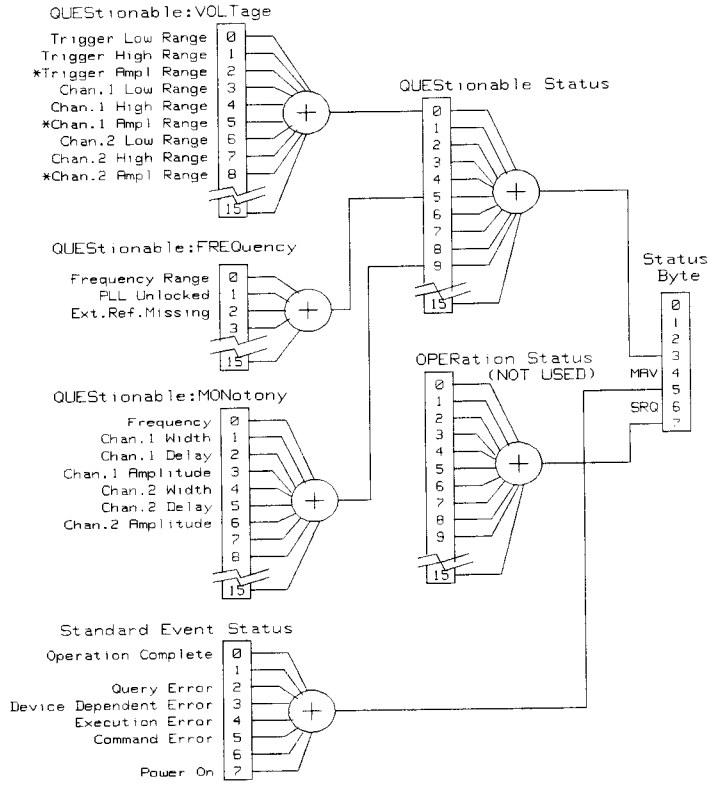 QUEStionable:VOLTage
Trigger Low Range 0
Trigger High Range 1
*Trigger Ampl Range 2
Chan.1 Low Range 3
Chan.1 High Range 4
*Chan.1 Ampl Range 5
Chan.2 Low Range 6
Chan.2 High Range 7
*Chan.2 Ampl Range 8
15
+
QUEStionable Status
0
1
2
3
4
5
6
7
8
9
15
+
QUEStionable:FREQuency
Frequency Range 0
PLL Unlocked 1
Ext.Ref.Missing 2
3
15
+
QUEStionable:MONotony
Frequency 0
Chan.1 Width 1
Chan.1 Delay 2
Chan.1 Amplitude 3
Chan.2 Width 4
Chan.2 Delay 5
Chan.2 Amplitude 6
7
8
15
+
OPERation Status
(NOT USED)
0
1
2
3
4
5
6
7
8
9
15
+
Status
Byte
0
1
2
3
MAV 4
5
SRQ 6
7
Standard Event Status
Operation Complete 0
1
Query Error 2
Device Dependent Error 3
Execution Error 4
Command Error 5
6
Power On 7
+